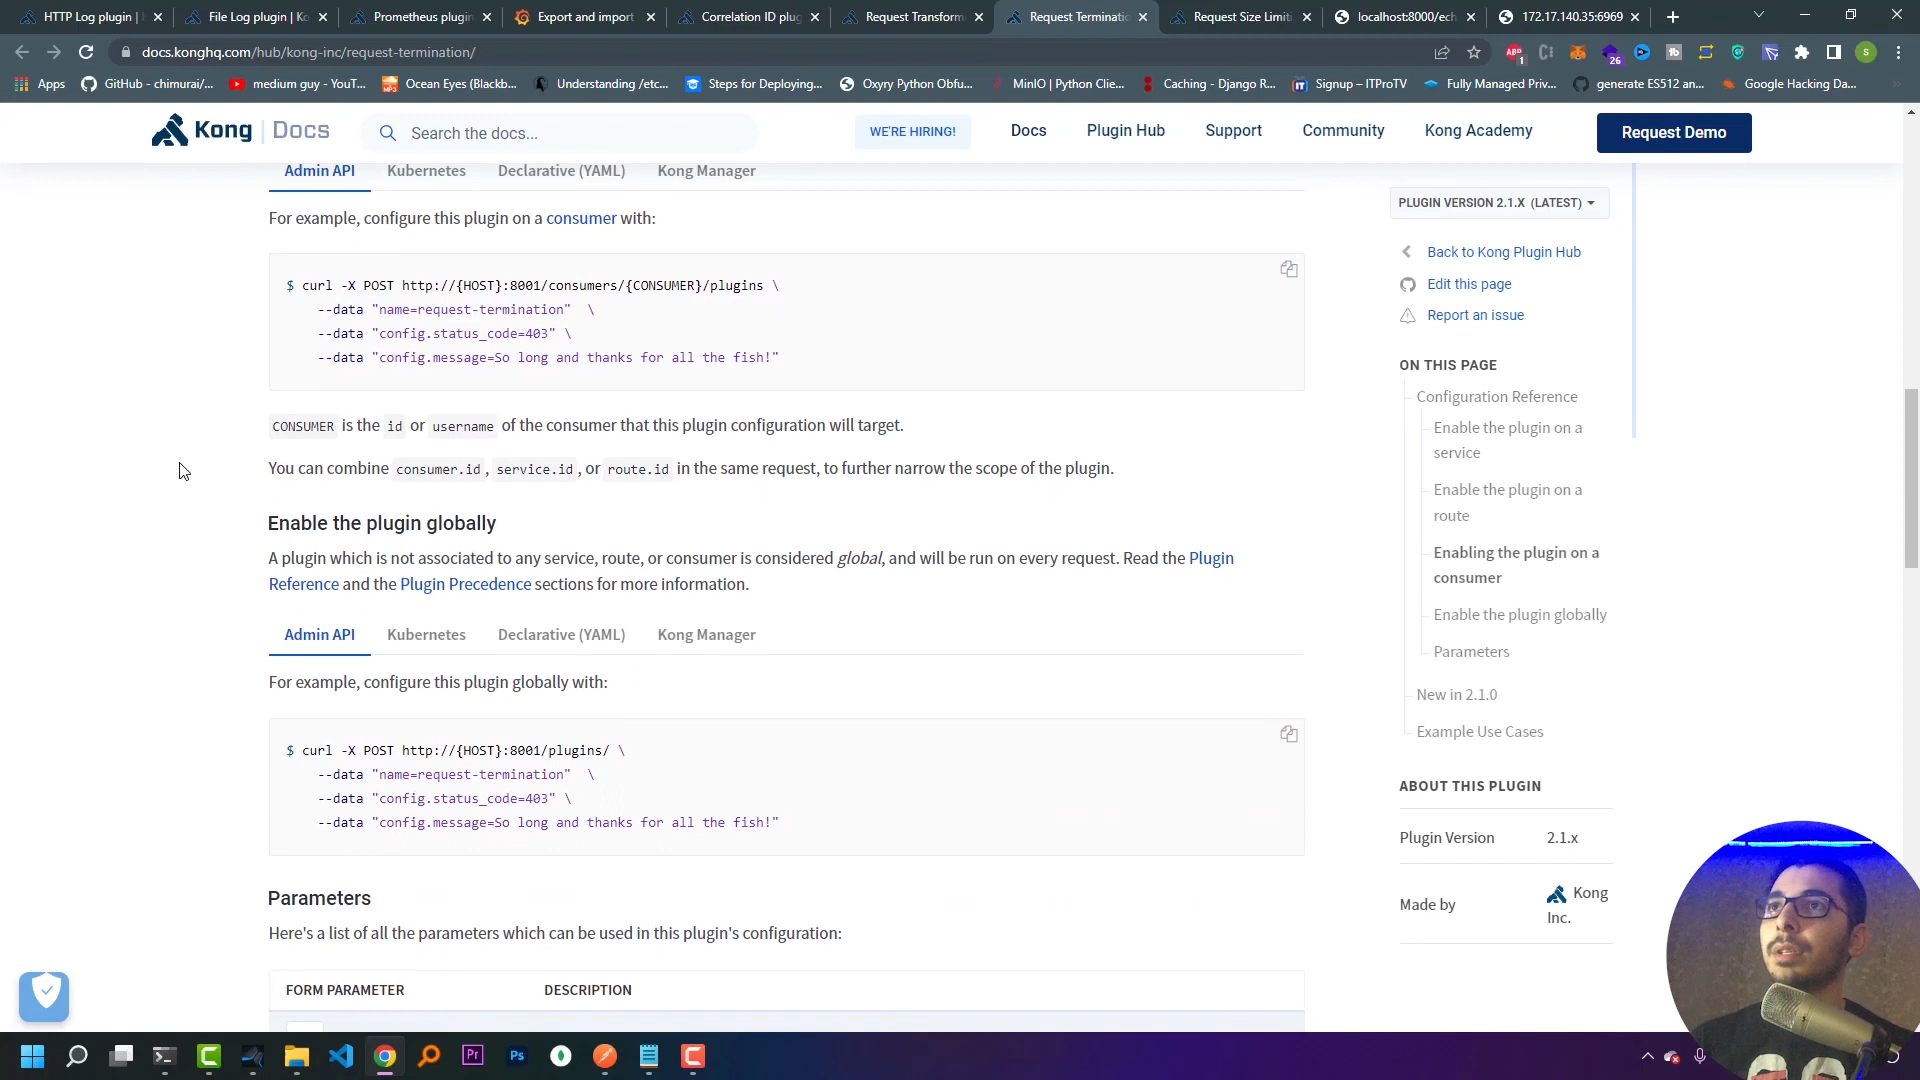 HTTP Log plugin |
File Log plugin | Ko
Prometheus plugin
Export and import
Correlation ID plug
Request Transform
Request Terminatio
Request Size Limiti
localhost:8000/ech
172.17.140.35:6969
docs.konghq.com/hub/kong-inc/request-termination/
Apps
GitHub - chimurai/...
medium guy - YouT...
Ocean Eyes (Blackb...
Understanding /etc...
Steps for Deploying...
Oxyry Python Obfu...
MinIO | Python Clie...
Caching - Django R...
Signup – ITProTV
Fully Managed Priv...
generate ES512 an...
Google Hacking Da...
Kong | Docs
Search the docs...
WE'RE HIRING!
Docs
Plugin Hub
Support
Community
Kong Academy
Request Demo
Admin API Kubernetes Declarative (YAML) Kong Manager
For example, configure this plugin on a consumer with:
$ curl -X POST http://{HOST}:8001/consumers/{CONSUMER}/plugins \
--data "name=request-termination" \
--data "config.status_code=403" \
--data "config.message=So long and thanks for all the fish!"
CONSUMER is the id or username of the consumer that this plugin configuration will target.
You can combine consumer.id, service.id, or route.id in the same request, to further narrow the scope of the plugin.
Enable the plugin globally
A plugin which is not associated to any service, route, or consumer is considered global, and will be run on every request. Read the Plugin
Reference and the Plugin Precedence sections for more information.
Admin API Kubernetes Declarative (YAML) Kong Manager
For example, configure this plugin globally with:
$ curl -X POST http://{HOST}:8001/plugins/ \
--data "name=request-termination" \
--data "config.status_code=403" \
--data "config.message=So long and thanks for all the fish!"
Parameters
Here's a list of all the parameters which can be used in this plugin's configuration:
FORM PARAMETER DESCRIPTION
PLUGIN VERSION 2.1.X (LATEST)
Back to Kong Plugin Hub
Edit this page
Report an issue
ON THIS PAGE
Configuration Reference
Enable the plugin on a
service
Enable the plugin on a
route
Enabling the plugin on a
consumer
Enable the plugin globally
Parameters
New in 2.1.0
Example Use Cases
ABOUT THIS PLUGIN
Plugin Version 2.1.x
Made by Kong
Inc.